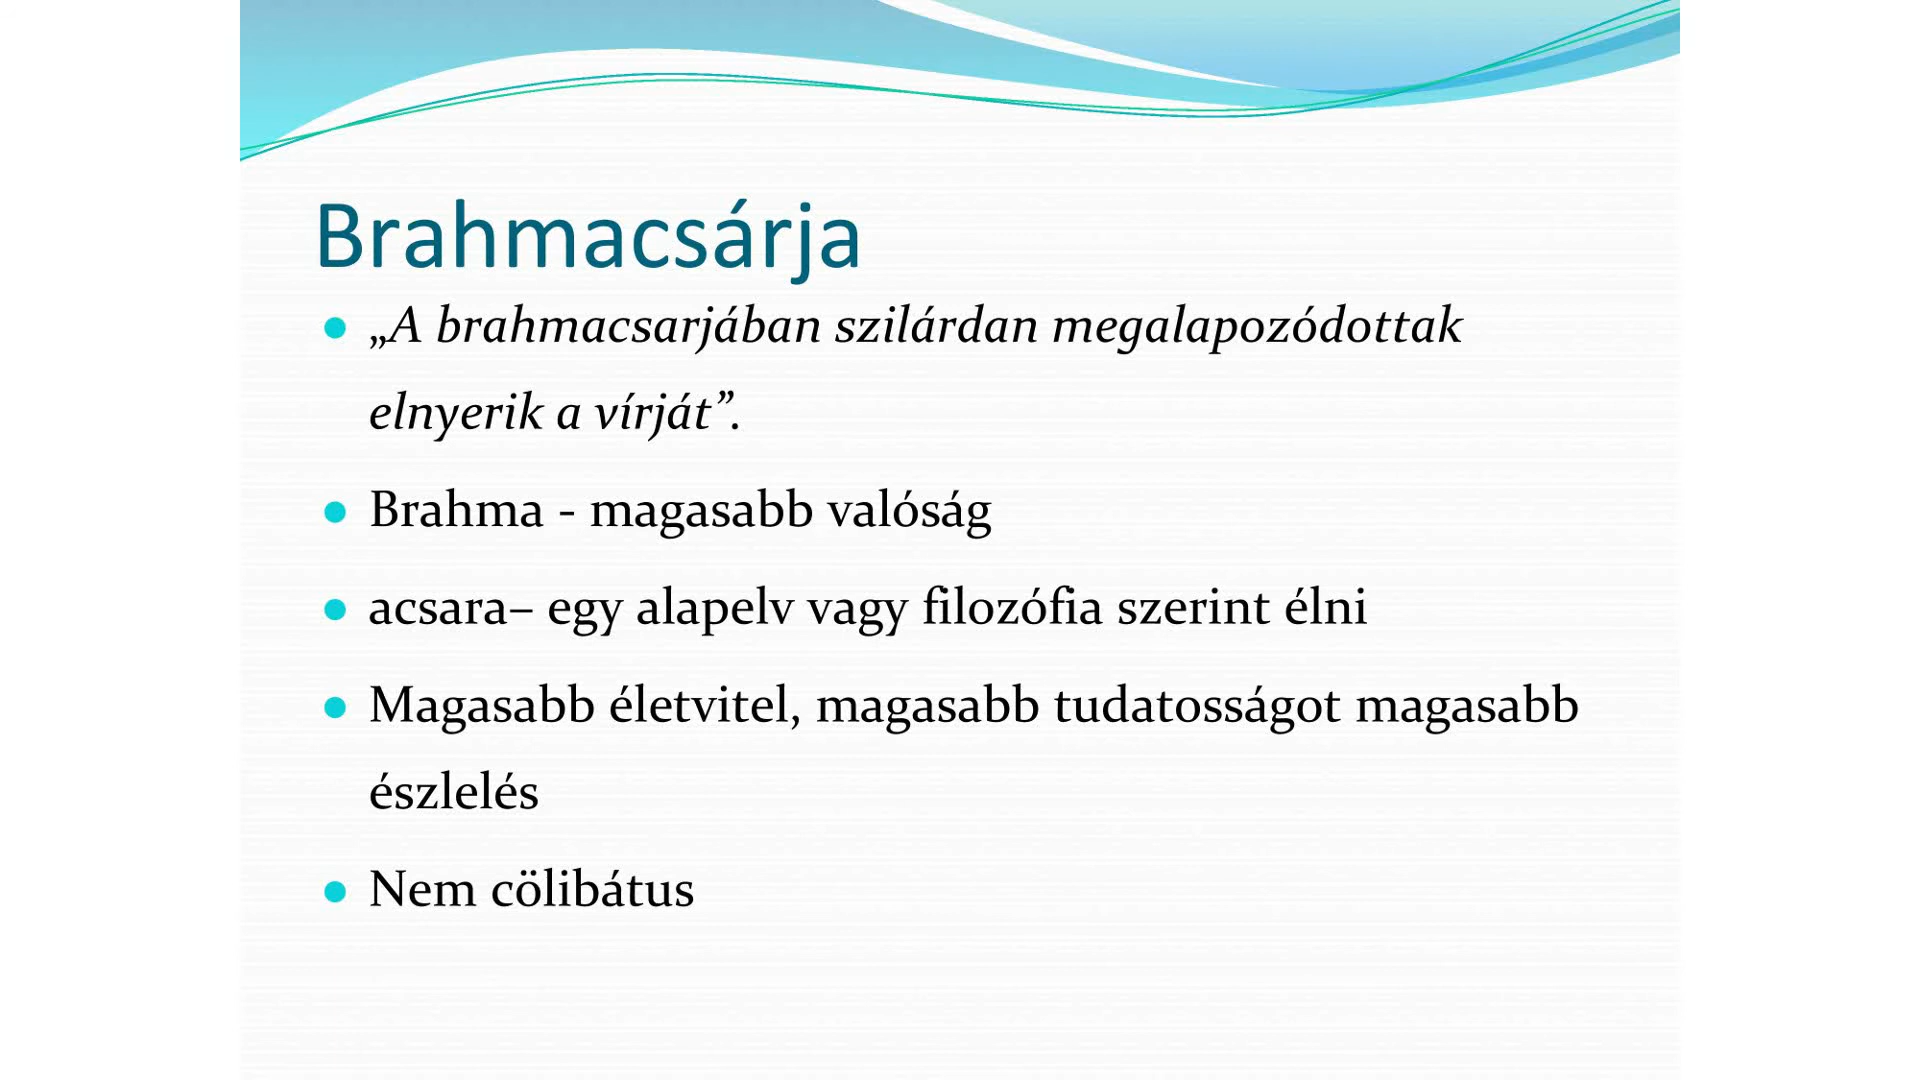 Brahmacsárja
„A brahmacsarjában szilárdan megalapozódottak
elnyerik a vírját”.
Brahma - magasabb valóság
acsara– egy alapelv vagy filozófia szerint élni
Magasabb életvitel, magasabb tudatosságot magasabb
észlelés
Nem cölibátus